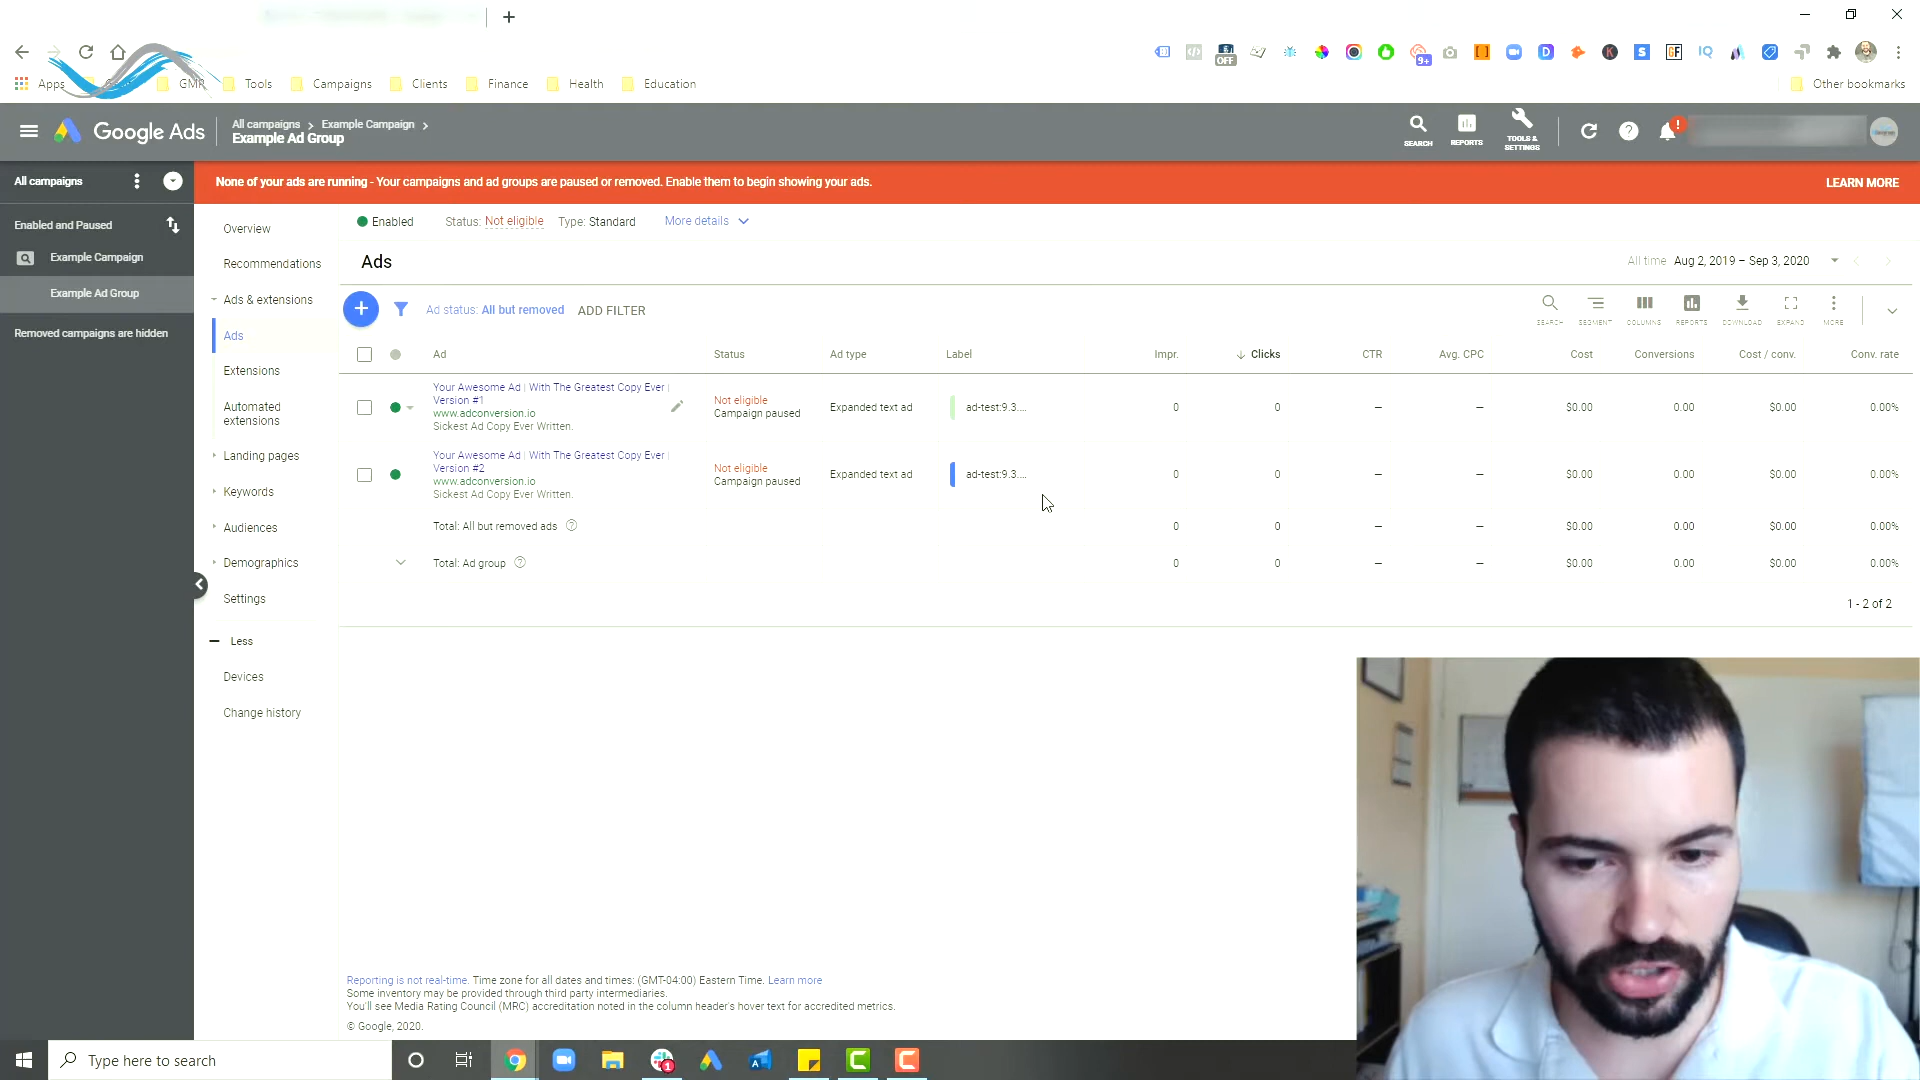 Apps
GMR
Tools
Campaigns
Clients
Finance
Health
Education
Other bookmarks
OFF
9+
Google Ads
All campaigns > Example Campaign >
Example Ad Group
SEARCH
REPORTS
TOOLS &
SETTINGS
All campaigns
None of your ads are running - Your campaigns and ad groups are paused or removed. Enable them to begin showing your ads.
LEARN MORE
Enabled and Paused
Example Campaign
Example Ad Group
Removed campaigns are hidden
Overview
Recommendations
Ads & extensions
Ads
Extensions
Automated
extensions
Landing pages
Keywords
Audiences
Demographics
Settings
Less
Devices
Change history
Enabled Status: Not eligible Type: Standard More details
Ads
All time Aug 2, 2019 – Sep 3, 2020
Ad status: All but removed ADD FILTER
SEARCH SEGMENT COLUMNS REPORTS DOWNLOAD EXPAND MORE
Ad Status Ad type Label Impr. Clicks CTR Avg. CPC Cost Conversions Cost / conv. Conv. rate
Your Awesome Ad | With The Greatest Copy Ever |
Version #1
www.adconversion.io
Sickest Ad Copy Ever Written.
Not eligible
Campaign paused
Expanded text ad ad-test:9.3.... 0 0 – – $0.00 0.00 $0.00 0.00%
Your Awesome Ad | With The Greatest Copy Ever |
Version #2
www.adconversion.io
Sickest Ad Copy Ever Written.
Not eligible
Campaign paused
Expanded text ad ad-test:9.3.... 0 0 – – $0.00 0.00 $0.00 0.00%
Total: All but removed ads 0 0 – – $0.00 0.00 $0.00 0.00%
Total: Ad group 0 0 – – $0.00 0.00 $0.00 0.00%
1 - 2 of 2
Reporting is not real-time. Time zone for all dates and times: (GMT-04:00) Eastern Time. Learn more
Some inventory may be provided through third party intermediaries.
You'll see Media Rating Council (MRC) accreditation noted in the column header's hover text for accredited metrics.
© Google, 2020.
Type here to search